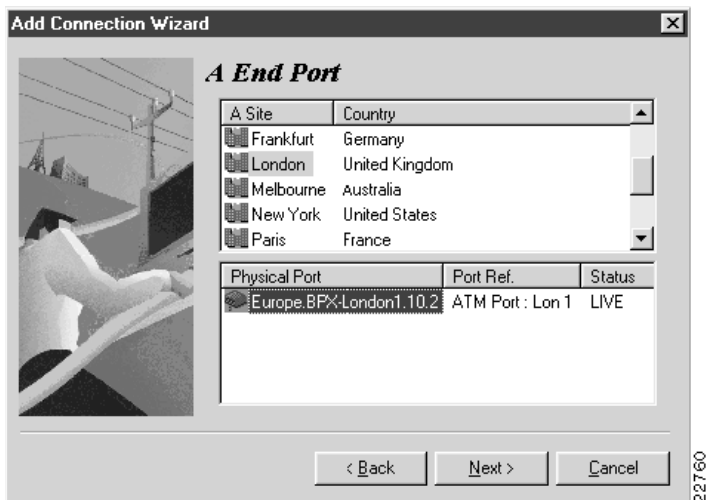 Add Connection Wizard
A End Port
A Site Country
Frankfurt Germany
London United Kingdom
Melbourne Australia
New York United States
Paris France
Physical Port Port Ref. Status
Europe.BPX-London1.10.2 ATM Port : Lon 1 LIVE
< Back Next > Cancel
22760